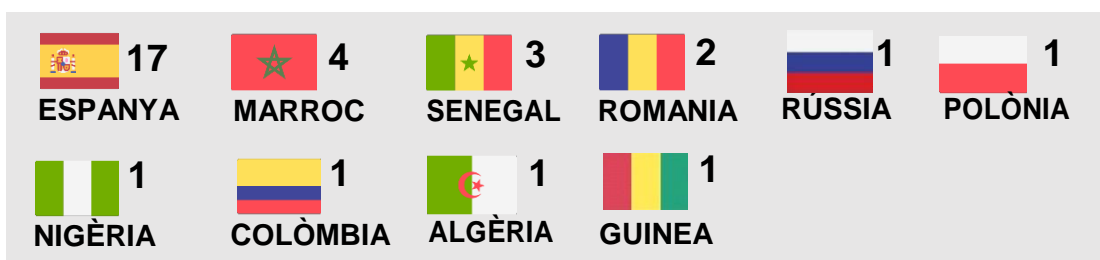 17 4 3 2 1 1
ESPANYA MARROC SENEGAL ROMANIA RÚSSIA POLÒNIA
1 1 1 1
NIGÈRIA COLÒMBIA ALGÈRIA GUINEA